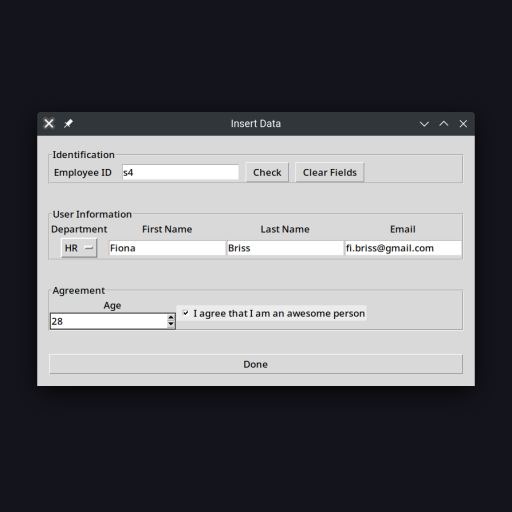 Insert Data
Identification
Employee ID s4 Check Clear Fields
User Information
Department First Name Last Name Email
HR Fiona Briss fi.briss@gmail.com
Agreement
Age
I agree that I am an awesome person
28
Done